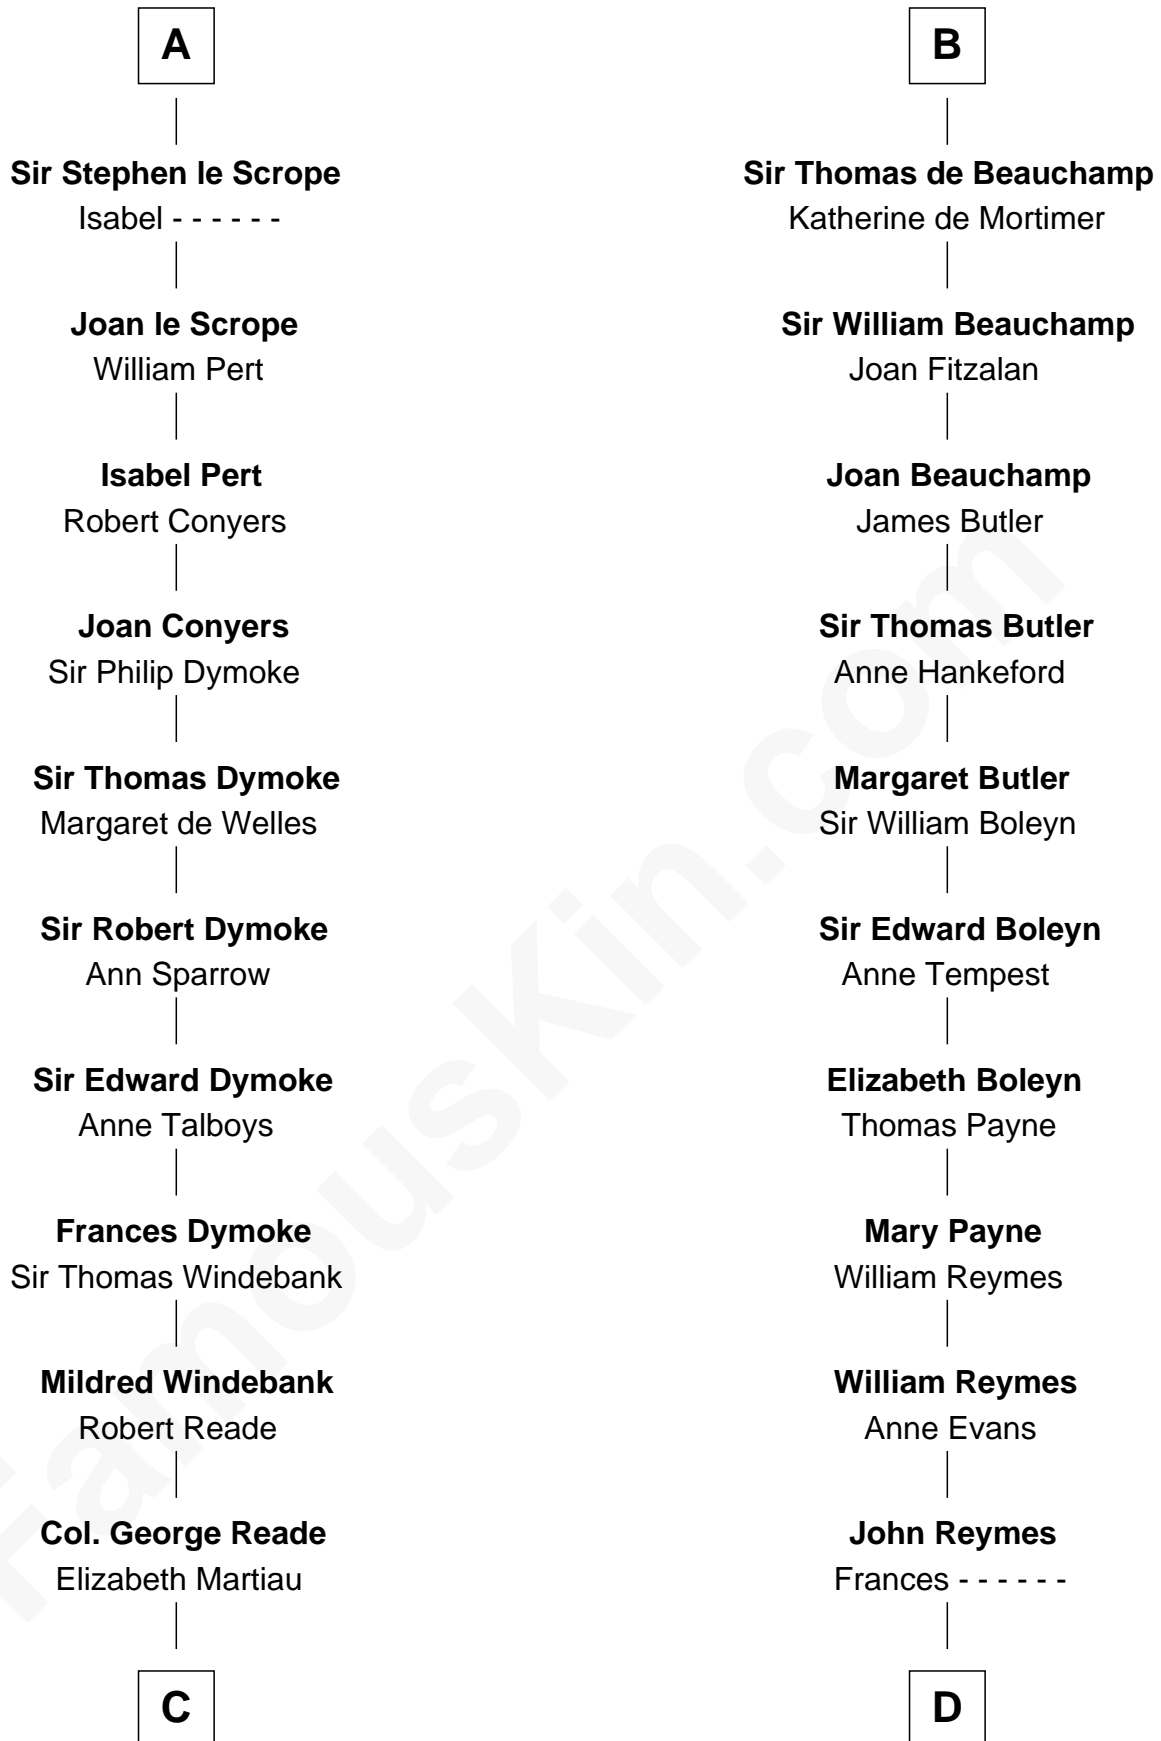 A
Sir Stephen le Scrope
Isabel - - - - - -
Joan le Scrope
William Pert
Isabel Pert
Robert Conyers
Joan Conyers
Sir Philip Dymoke
Sir Thomas Dymoke
Margaret de Welles
Sir Robert Dymoke
Ann Sparrow
Sir Edward Dymoke
Anne Talboys
Frances Dymoke
Sir Thomas Windebank
Mildred Windebank
Robert Reade
Col. George Reade
Elizabeth Martiau
C
B
Sir Thomas de Beauchamp
Katherine de Mortimer
Sir William Beauchamp
Joan Fitzalan
Joan Beauchamp
James Butler
Sir Thomas Butler
Anne Hankeford
Margaret Butler
Sir William Boleyn
Sir Edward Boleyn
Anne Tempest
Elizabeth Boleyn
Thomas Payne
Mary Payne
William Reymes
William Reymes
Anne Evans
John Reymes
Frances - - - - - -
D
FamousKin.com